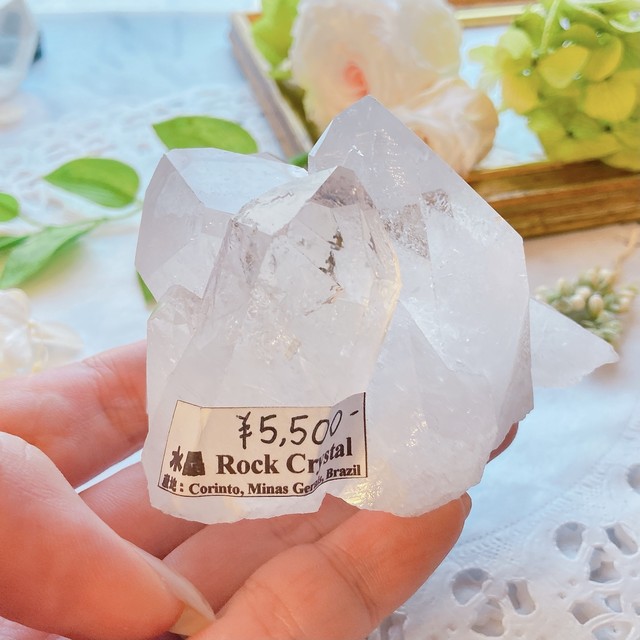 ¥5,500-
水晶 Rock Crystal
産地：Corinto, Minas Gerais, Brazil